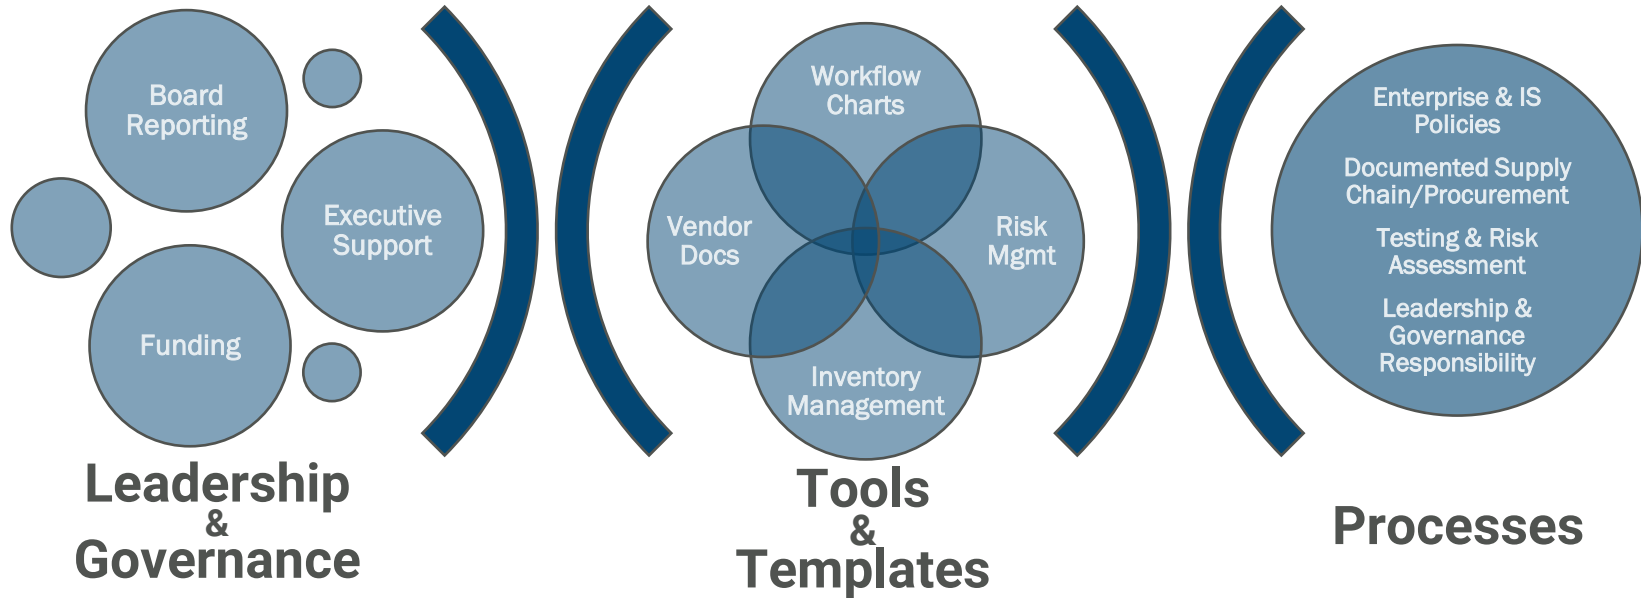 Board
Reporting
Executive
Support
Funding
Leadership
&
Governance
Workflow
Charts
Vendor
Docs
Risk
Mgmt
Inventory
Management
Tools
&
Templates
Enterprise & IS
Policies
Documented Supply
Chain/Procurement
Testing & Risk
Assessment
Leadership &
Governance
Responsibility
Processes